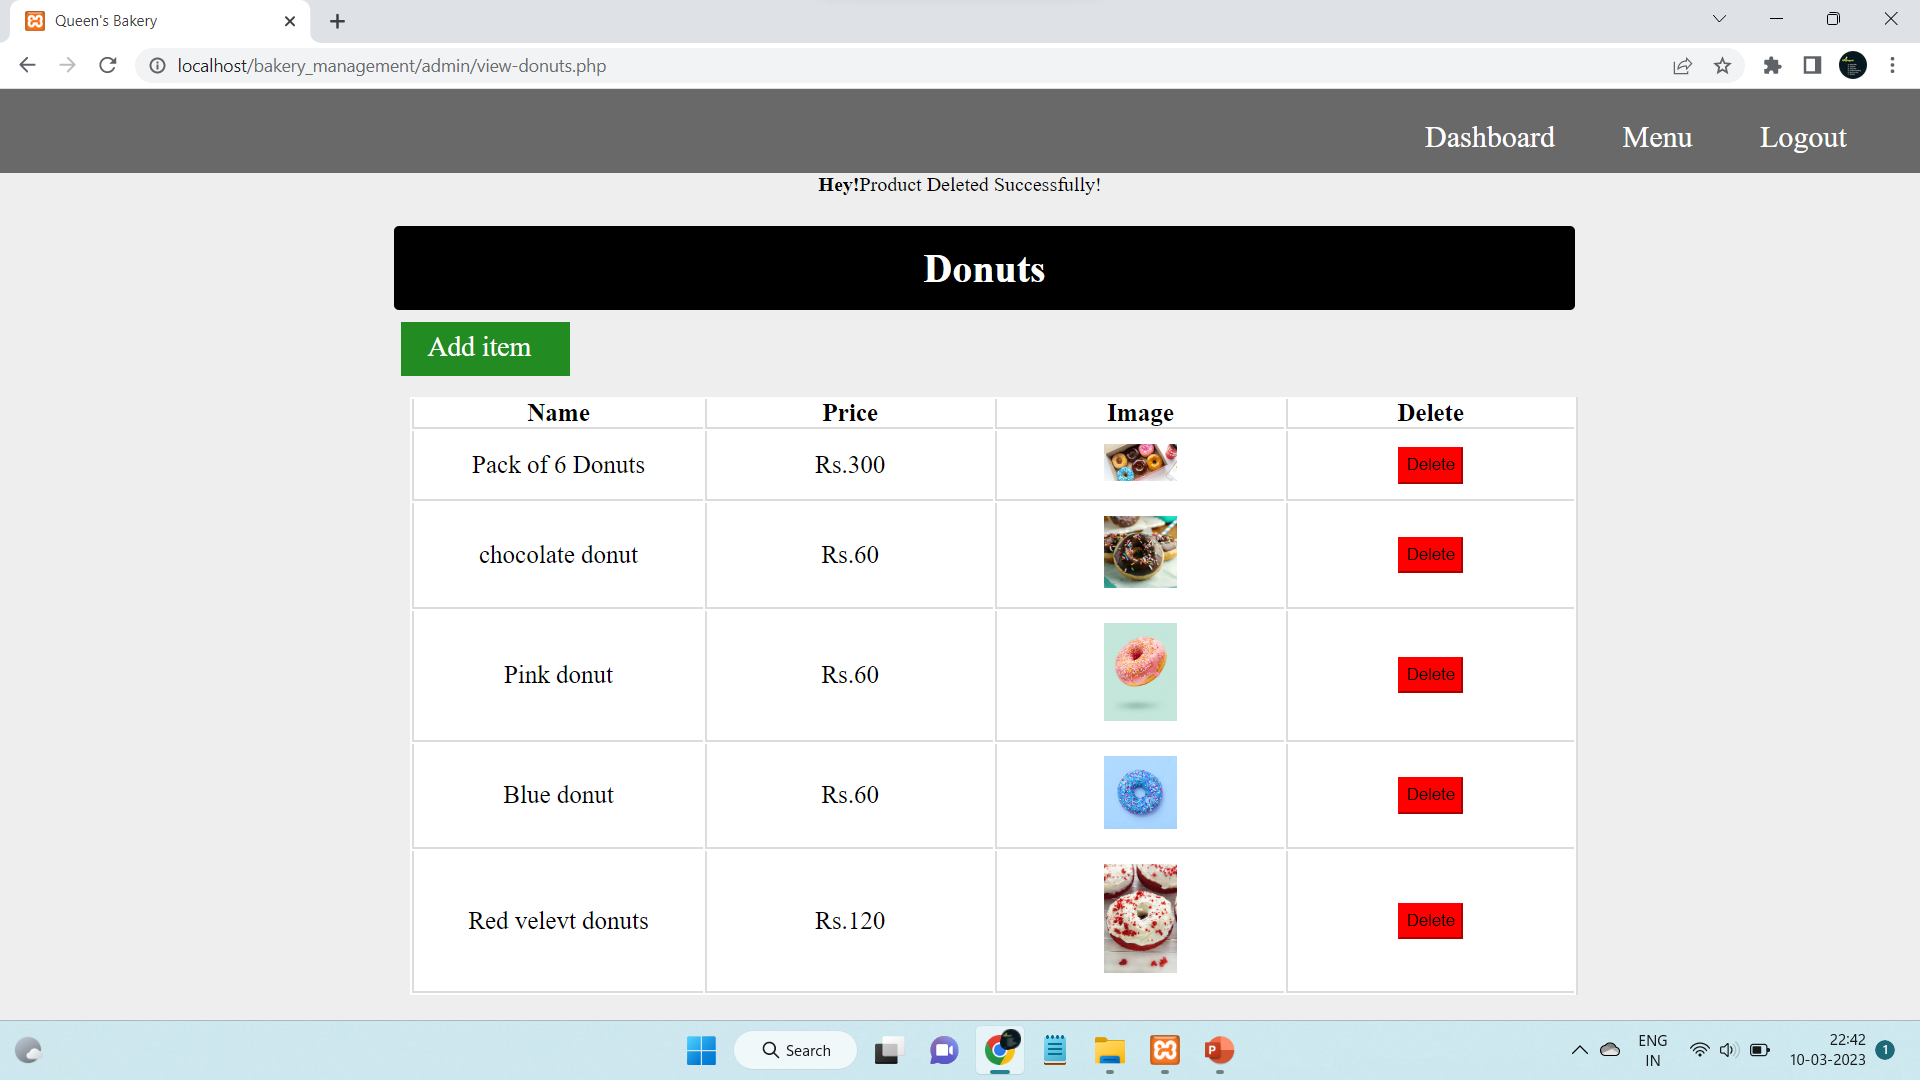 Queen's Bakery
localhost/bakery_management/admin/view-donuts.php
Dashboard Menu Logout
Hey!Product Deleted Successfully!
Donuts
Add item
Name Price Image Delete
Pack of 6 Donuts Rs.300 Delete
chocolate donut Rs.60 Delete
Pink donut Rs.60 Delete
Blue donut Rs.60 Delete
Red velevt donuts Rs.120 Delete
Search
ENG
IN
22:42
10-03-2023
1